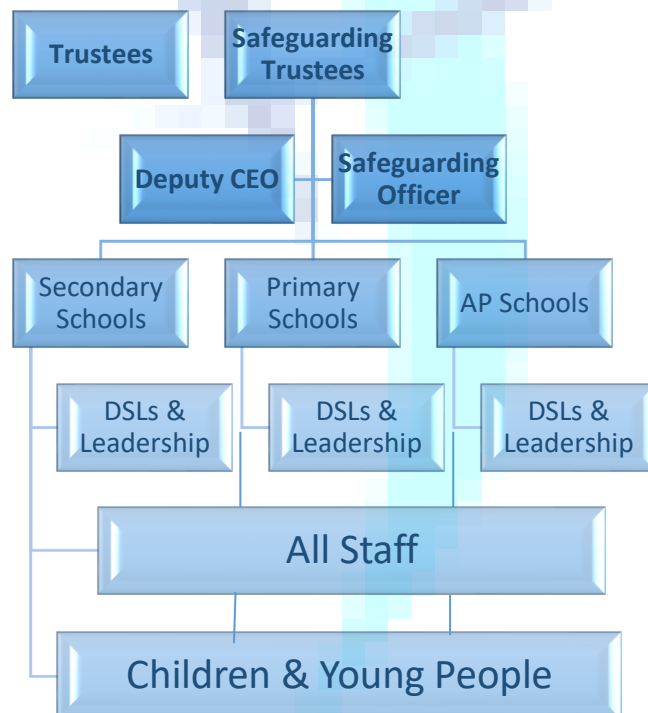 Trustees
Safeguarding
Trustees
Deputy CEO
Safeguarding
Officer
Secondary
Schools
Primary
Schools
AP Schools
DSLs &
Leadership
DSLs &
Leadership
DSLs &
Leadership
All Staff
Children & Young People